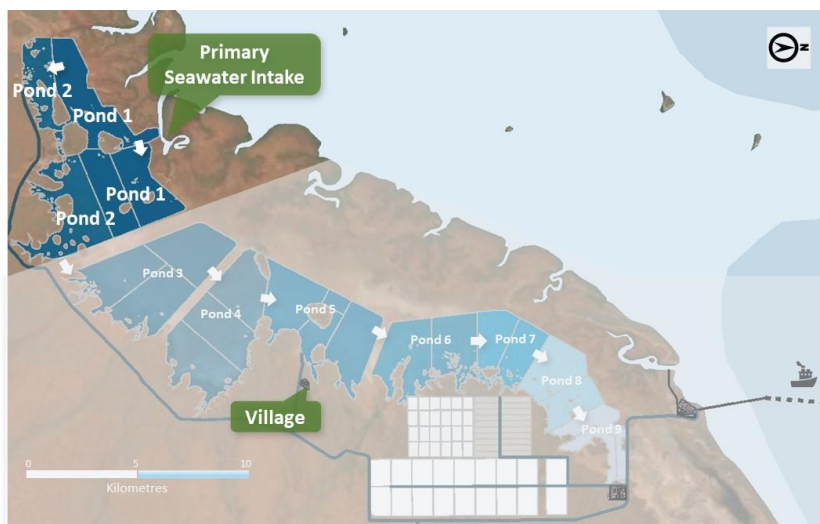 Primary
Seawater Intake
N
Pond 2
Pond 1
Pond 1
Pond 2
Pond 3
Pond 4
Pond 5
Pond 6
Pond 7
Pond 8
Pond 9
Village
0
5
10
Kilometres